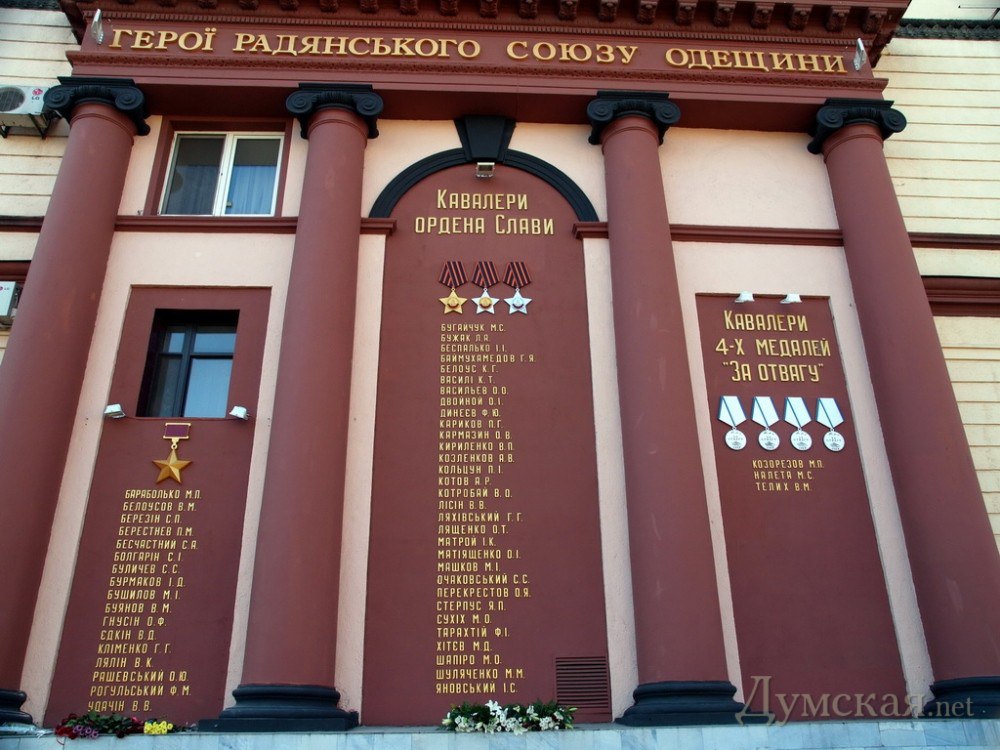 ГЕРОЇ РАДЯНСЬКОГО СОЮЗУ ОДЕЩИНИ
БАРАБОЛЬКО М.П.
БЕЛОУСОВ В.М.
БЕРЕЗІН С.П.
БЕРЕСТНЕВ П.М.
БЕСЧАСТНИЙ С.А.
БОЛГАРІН С.І.
БУЛИЧЕВ С.С.
БУРМАКОВ І.Д.
БУШИЛОВ М.І.
БУЯНОВ В.М.
ГНУСІН О.Ф.
ЄДКІН В.Д.
КЛІМЕНКО Г.Г.
ЛЯЛІН В.К.
РАШЕВСЬКИЙ О.Ю.
РОГУЛЬСЬКИЙ Ф.М.
УДАЧІН В.В.
КАВАЛЕРИ
ОРДЕНА СЛАВИ
БУГАЙЧУК М.С.
БУЖАК Л.А.
БЕСПАЛЬКО І.І.
БАЙМУХАМЕДОВ Г.Я.
БЕЛОУС К.Г.
ВАСИЛІ К.Т.
ВАСИЛЬЕВ О.О.
ДВОЙНОЙ О.І.
ДИНЕЄВ Ф.Ю.
КАРИКОВ П.Г.
КАРМАЗИН О.В.
КИРИЛЕНКО В.П.
КОЗЛЕНКОВ А.В.
КОЛЬЦУН П.І.
КОТОВ А.Р.
КОТРОБАЙ В.О.
ЛІСІН В.В.
ЛЯХІВСЬКИЙ Г.Г.
ЛЯЩЕНКО О.Т.
МАТРОЙ І.К.
МАТІЯЩЕНКО О.І.
МАШКОВ М.І.
ОЧАКОВСЬКИЙ С.С.
ПЕРЕКРЕСТОВ О.Я.
СТЕРПУС Я.П.
СУХІХ М.О.
ТАРАХТІЙ Ф.І.
ХІТЄВ М.Д.
ШАПІРО М.О.
ШУЛЯЧЕНКО М.М.
ЯНОВСЬКИЙ І.С.
КАВАЛЕРИ
4-Х МЕДАЛЕЙ
"ЗА ОТВАГУ"
КОЗОРЕЗОВ М.П.
НАЛЕТА М.С.
ТЕЛИХ В.М.
Думская.net